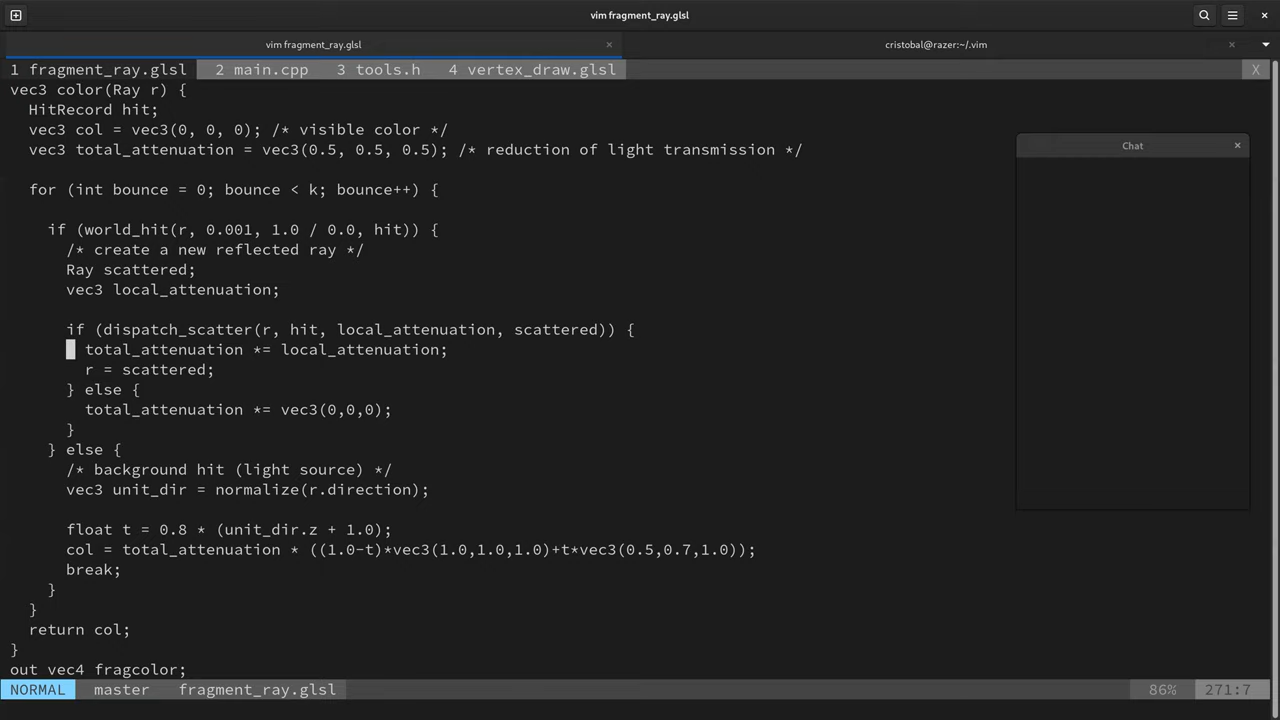 vim fragment_ray.glsl
vim fragment_ray.glsl × cristobal@razer:~/.vim ×
1 fragment_ray.glsl 2 main.cpp 3 tools.h 4 vertex_draw.glsl X
vec3 color(Ray r) {
  HitRecord hit;
  vec3 col = vec3(0, 0, 0); /* visible color */
  vec3 total_attenuation = vec3(0.5, 0.5, 0.5); /* reduction of light transmission */
  for (int bounce = 0; bounce < k; bounce++) {
    if (world_hit(r, 0.001, 1.0 / 0.0, hit)) {
      /* create a new reflected ray */
      Ray scattered;
      vec3 local_attenuation;
      if (dispatch_scatter(r, hit, local_attenuation, scattered)) {
        total_attenuation *= local_attenuation;
        r = scattered;
      } else {
        total_attenuation *= vec3(0,0,0);
      }
    } else {
      /* background hit (light source) */
      vec3 unit_dir = normalize(r.direction);
      float t = 0.8 * (unit_dir.z + 1.0);
      col = total_attenuation * ((1.0-t)*vec3(1.0,1.0,1.0)+t*vec3(0.5,0.7,1.0));
      break;
    }
  }
  return col;
}
out vec4 fragcolor;
NORMAL master fragment_ray.glsl 86% 271:7
Chat ×